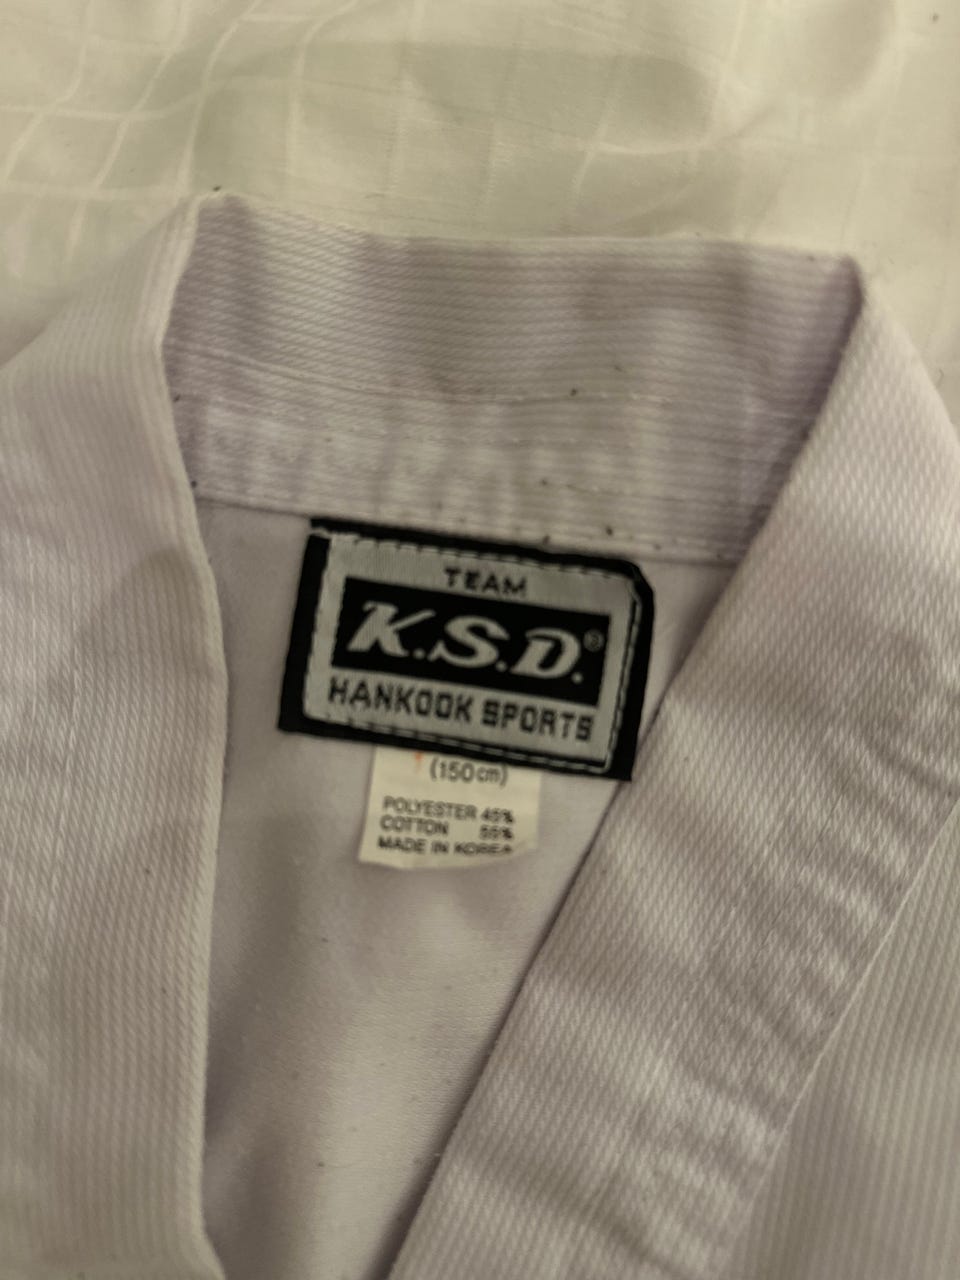 TEAM
K.S.D.®
HANKOOK SPORTS
(150cm)
POLYESTER 45%
COTTON 55%
MADE IN KOREA